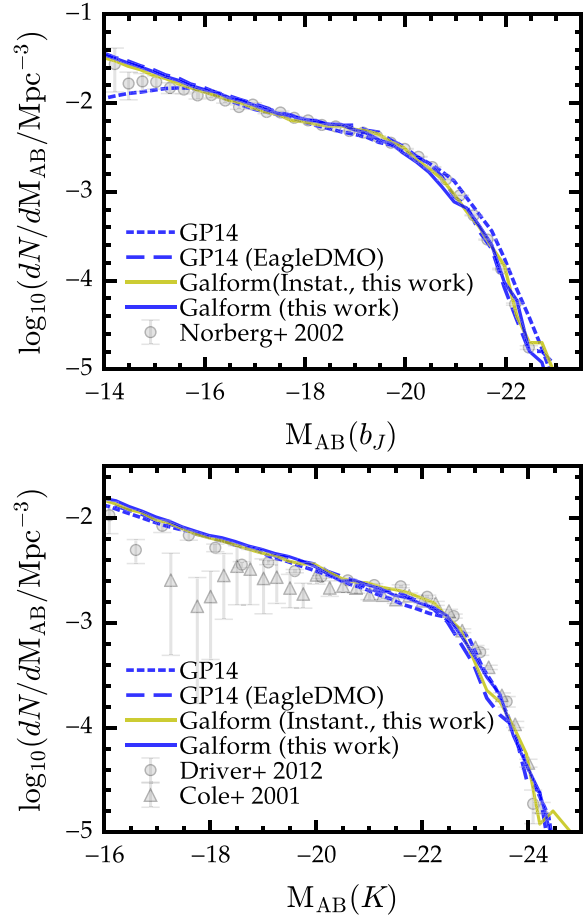 −1
−2
−3
−4
−5
log10(dN/dMAB/Mpc−3)
GP14
GP14 (EagleDMO)
Galform(Instat., this work)
Galform (this work)
Norberg+ 2002
−14 −16 −18 −20 −22
MAB(bJ)
−2
−3
−4
−5
log10(dN/dMAB/Mpc−3)
GP14
GP14 (EagleDMO)
Galform (Instant., this work)
Galform (this work)
Driver+ 2012
Cole+ 2001
−16 −18 −20 −22 −24
MAB(K)